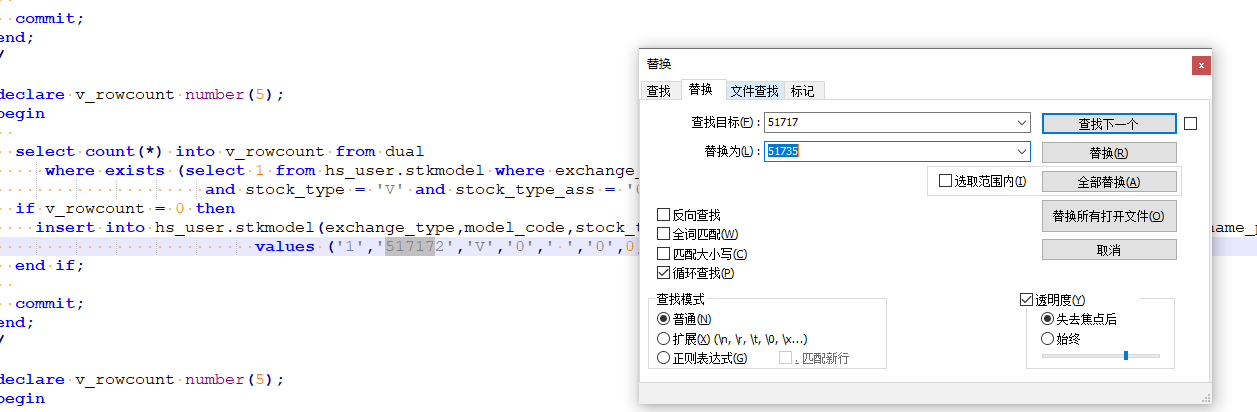 commit;
end;
/
declare v_rowcount number(5);
begin
select count(*) into v_rowcount from dual
where exists (select 1 from hs_user.stkmodel where exchange_
and stock_type = 'V' and stock_type_ass = '
if v_rowcount = 0 then
insert into hs_user.stkmodel(exchange_type,model_code,stock_t
name_p
values ('1','517172','V','0',' ','0',0
end if;
commit;
end;
/
declare v_rowcount number(5);
begin
替换
x
查找 替换 文件查找 标记
查找目标(F): 51717 查找下一个
替换为(L): 51735 替换(R)
选取范围内(I) 全部替换(A)
替换所有打开文件(O)
反向查找
全词匹配(W)
匹配大小写(C) 取消
循环查找(P)
查找模式
普通(N)
扩展(X) (\n, \r, \t, \0, \x...)
正则表达式(G) . 匹配新行
透明度(Y)
失去焦点后
始终